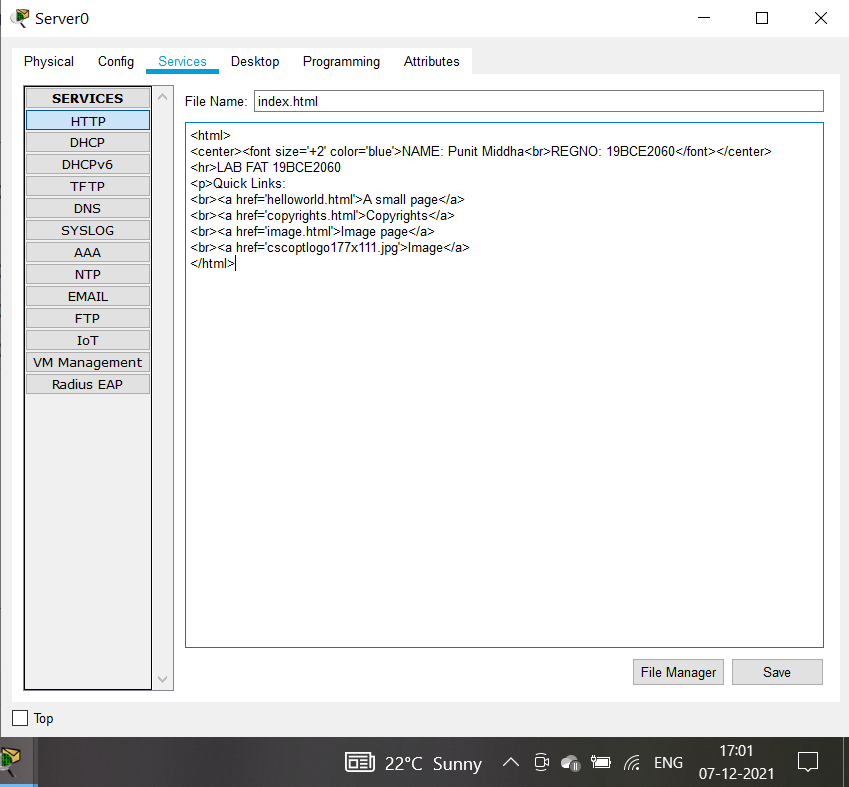 Server0
Physical Config Services Desktop Programming Attributes
SERVICES
HTTP
DHCP
DHCPv6
TFTP
DNS
SYSLOG
AAA
NTP
EMAIL
FTP
IoT
VM Management
Radius EAP
File Name: index.html
<html>
<center><font size='+2' color='blue'>NAME: Punit Middha<br>REGNO: 19BCE2060</font></center>
<hr>LAB FAT 19BCE2060
<p>Quick Links:
<br><a href='helloworld.html'>A small page</a>
<br><a href='copyrights.html'>Copyrights</a>
<br><a href='image.html'>Image page</a>
<br><a href='cscoptlogo177x111.jpg'>Image</a>
</html>
File Manager Save
Top
22°C Sunny ENG 17:01
07-12-2021